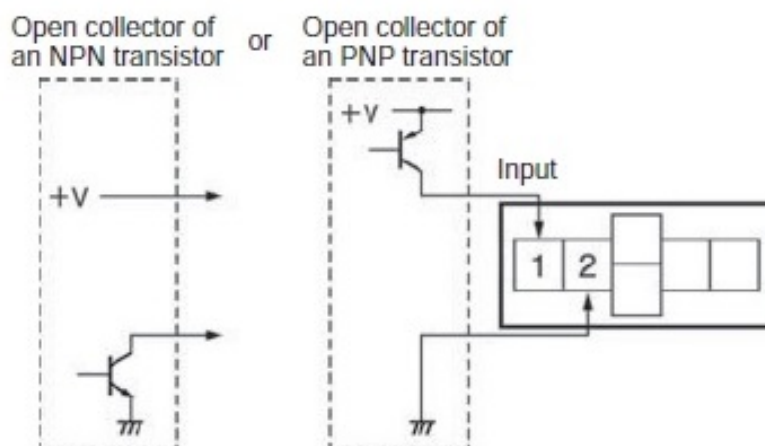 Open collector of
an NPN transistor
or
Open collector of
an PNP transistor
+V
+V
Input
1 2